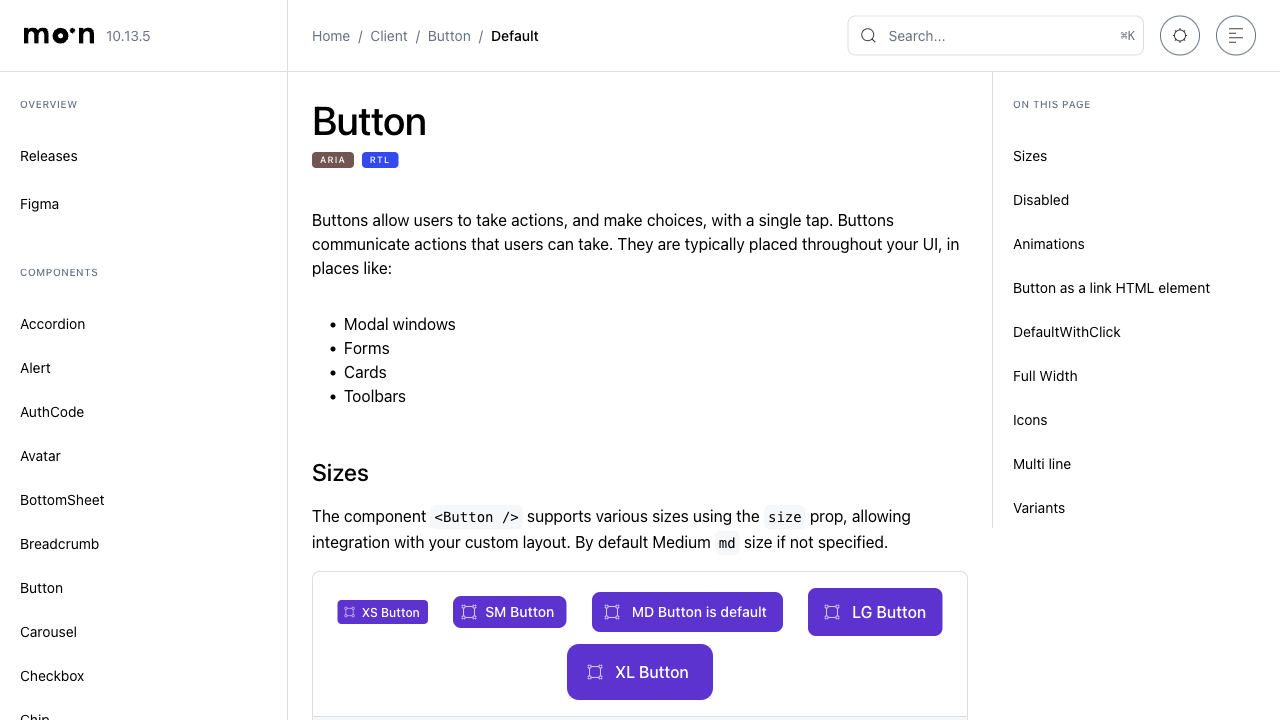 moon 10.13.5
Home / Client / Button / Default
Search...
⌘K
OVERVIEW
Releases
Figma
COMPONENTS
Accordion
Alert
AuthCode
Avatar
BottomSheet
Breadcrumb
Button
Carousel
Checkbox
Chip
Button
ARIA RTL
Buttons allow users to take actions, and make choices, with a single tap. Buttons
communicate actions that users can take. They are typically placed throughout your UI, in
places like:
• Modal windows
• Forms
• Cards
• Toolbars
Sizes
The component <Button /> supports various sizes using the size prop, allowing
integration with your custom layout. By default Medium md size if not specified.
XS Button
SM Button
MD Button is default
LG Button
XL Button
ON THIS PAGE
Sizes
Disabled
Animations
Button as a link HTML element
DefaultWithClick
Full Width
Icons
Multi line
Variants